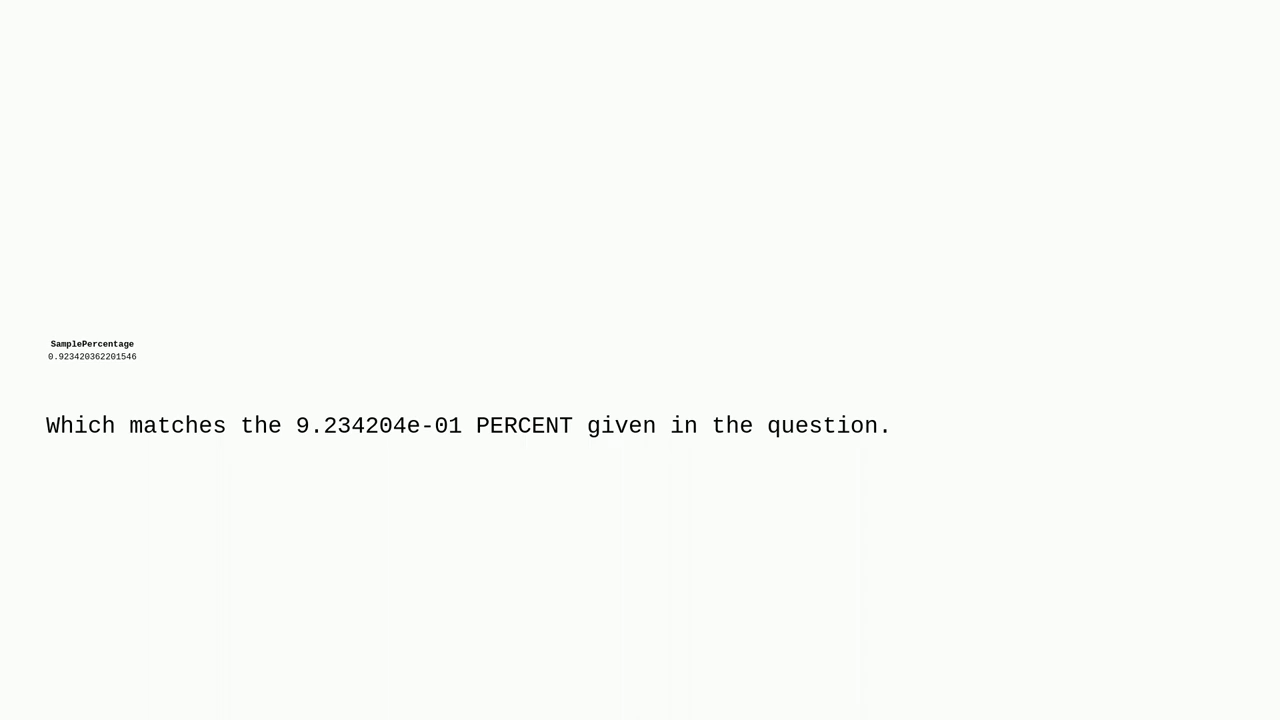 SamplePercentage
0.923420362201546
Which matches the 9.234204e-01 PERCENT given in the question.